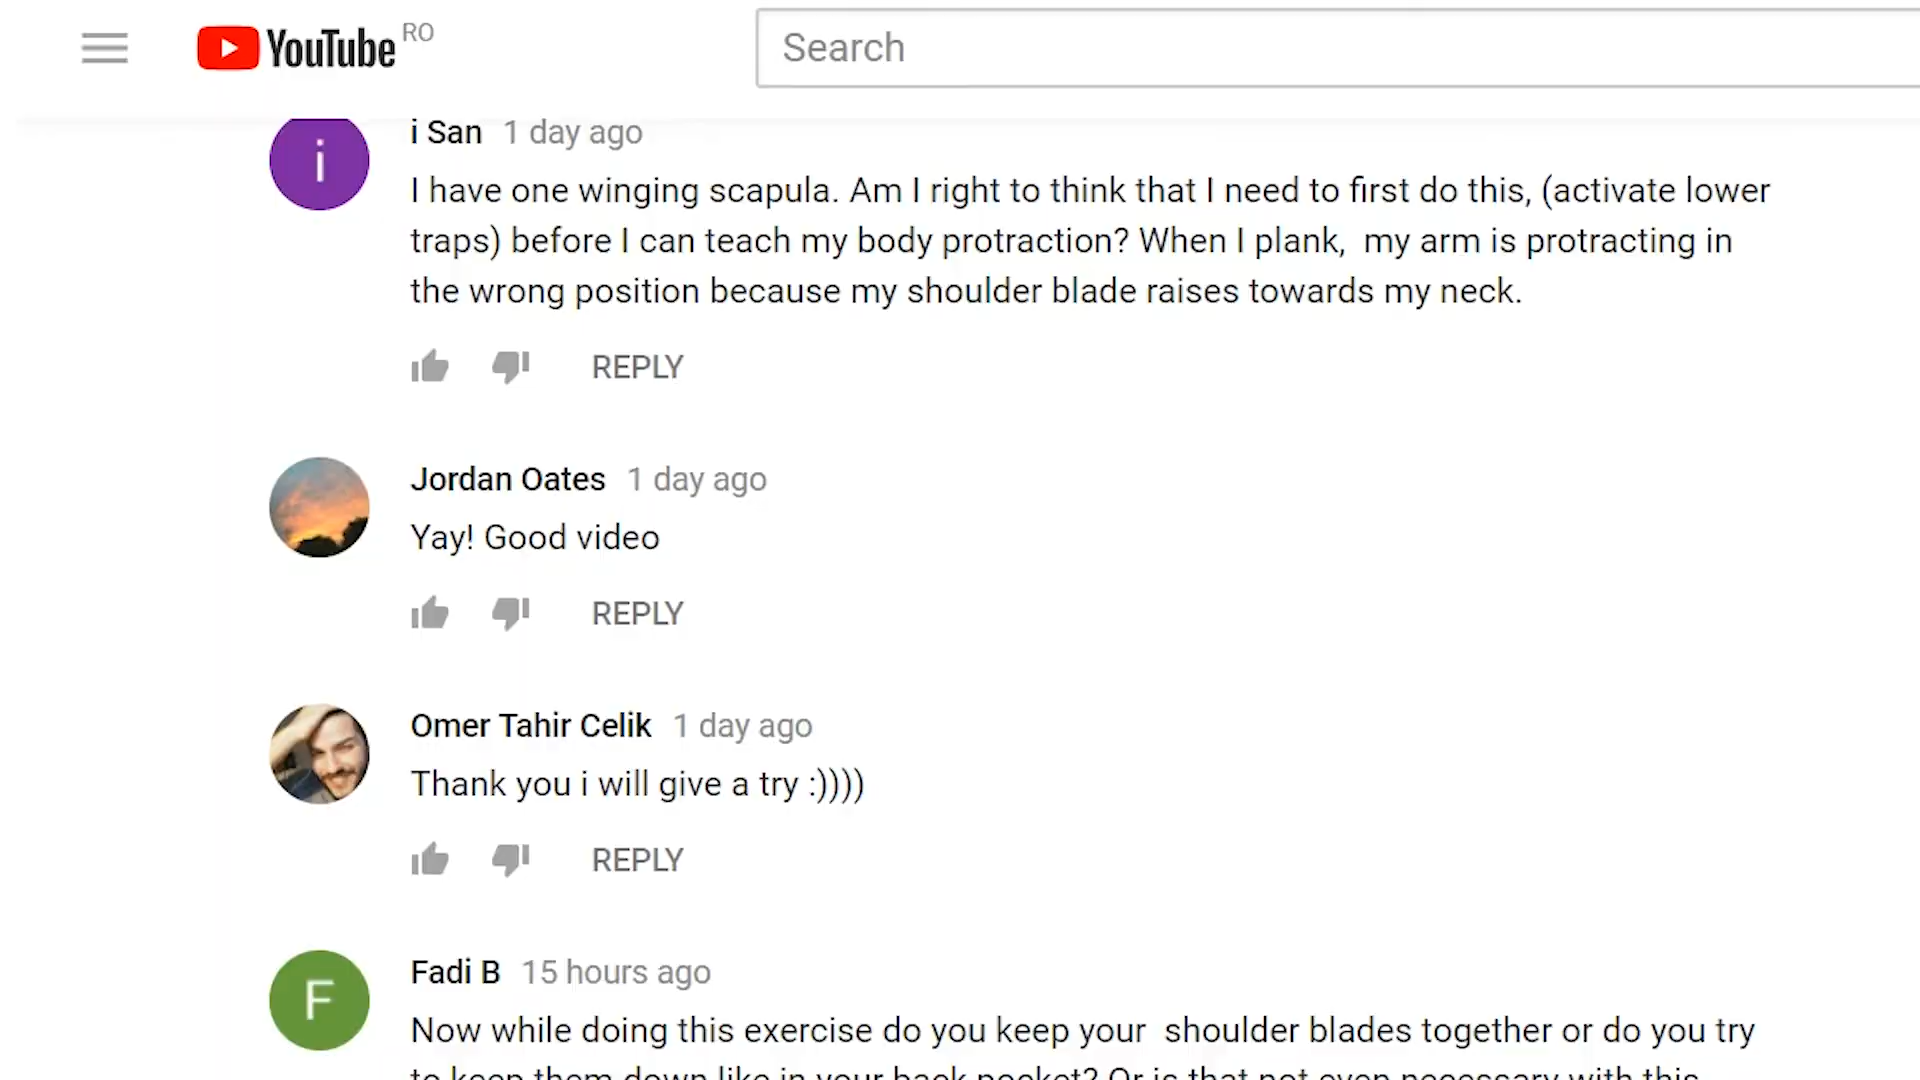 YouTube RO
Search
i
i San 1 day ago
I have one winging scapula. Am I right to think that I need to first do this, (activate lower
traps) before I can teach my body protraction? When I plank,  my arm is protracting in
the wrong position because my shoulder blade raises towards my neck.
REPLY
Jordan Oates 1 day ago
Yay! Good video
REPLY
Omer Tahir Celik 1 day ago
Thank you i will give a try :))))
REPLY
F
Fadi B 15 hours ago
Now while doing this exercise do you keep your  shoulder blades together or do you try
to keep them down like in your back pocket? Or is that not even necessary with this